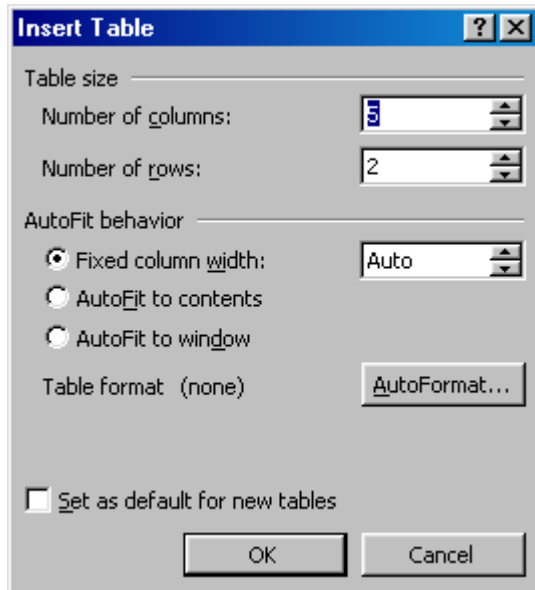 Insert Table
Table size
Number of columns: 5
Number of rows: 2
AutoFit behavior
Fixed column width: Auto
AutoFit to contents
AutoFit to window
Table format (none) AutoFormat...
Set as default for new tables
OK Cancel